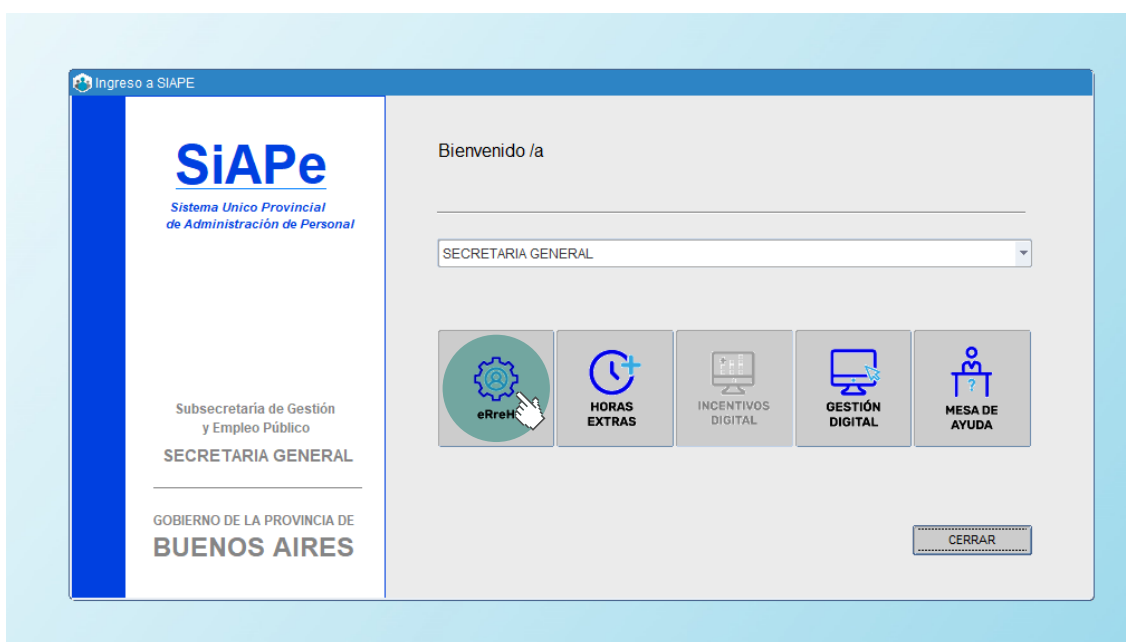 Ingreso a SIAPE
SiAPe
Sistema Unico Provincial
de Administración de Personal
Subsecretaria de Gestión
y Empleo Público
SECRETARIA GENERAL
GOBIERNO DE LA PROVINCIA DE
BUENOS AIRES
Bienvenido /a
SECRETARIA GENERAL
eRreH
HORAS
EXTRAS
INCENTIVOS
DIGITAL
GESTIÓN
DIGITAL
?
MESA DE
AYUDA
CERRAR